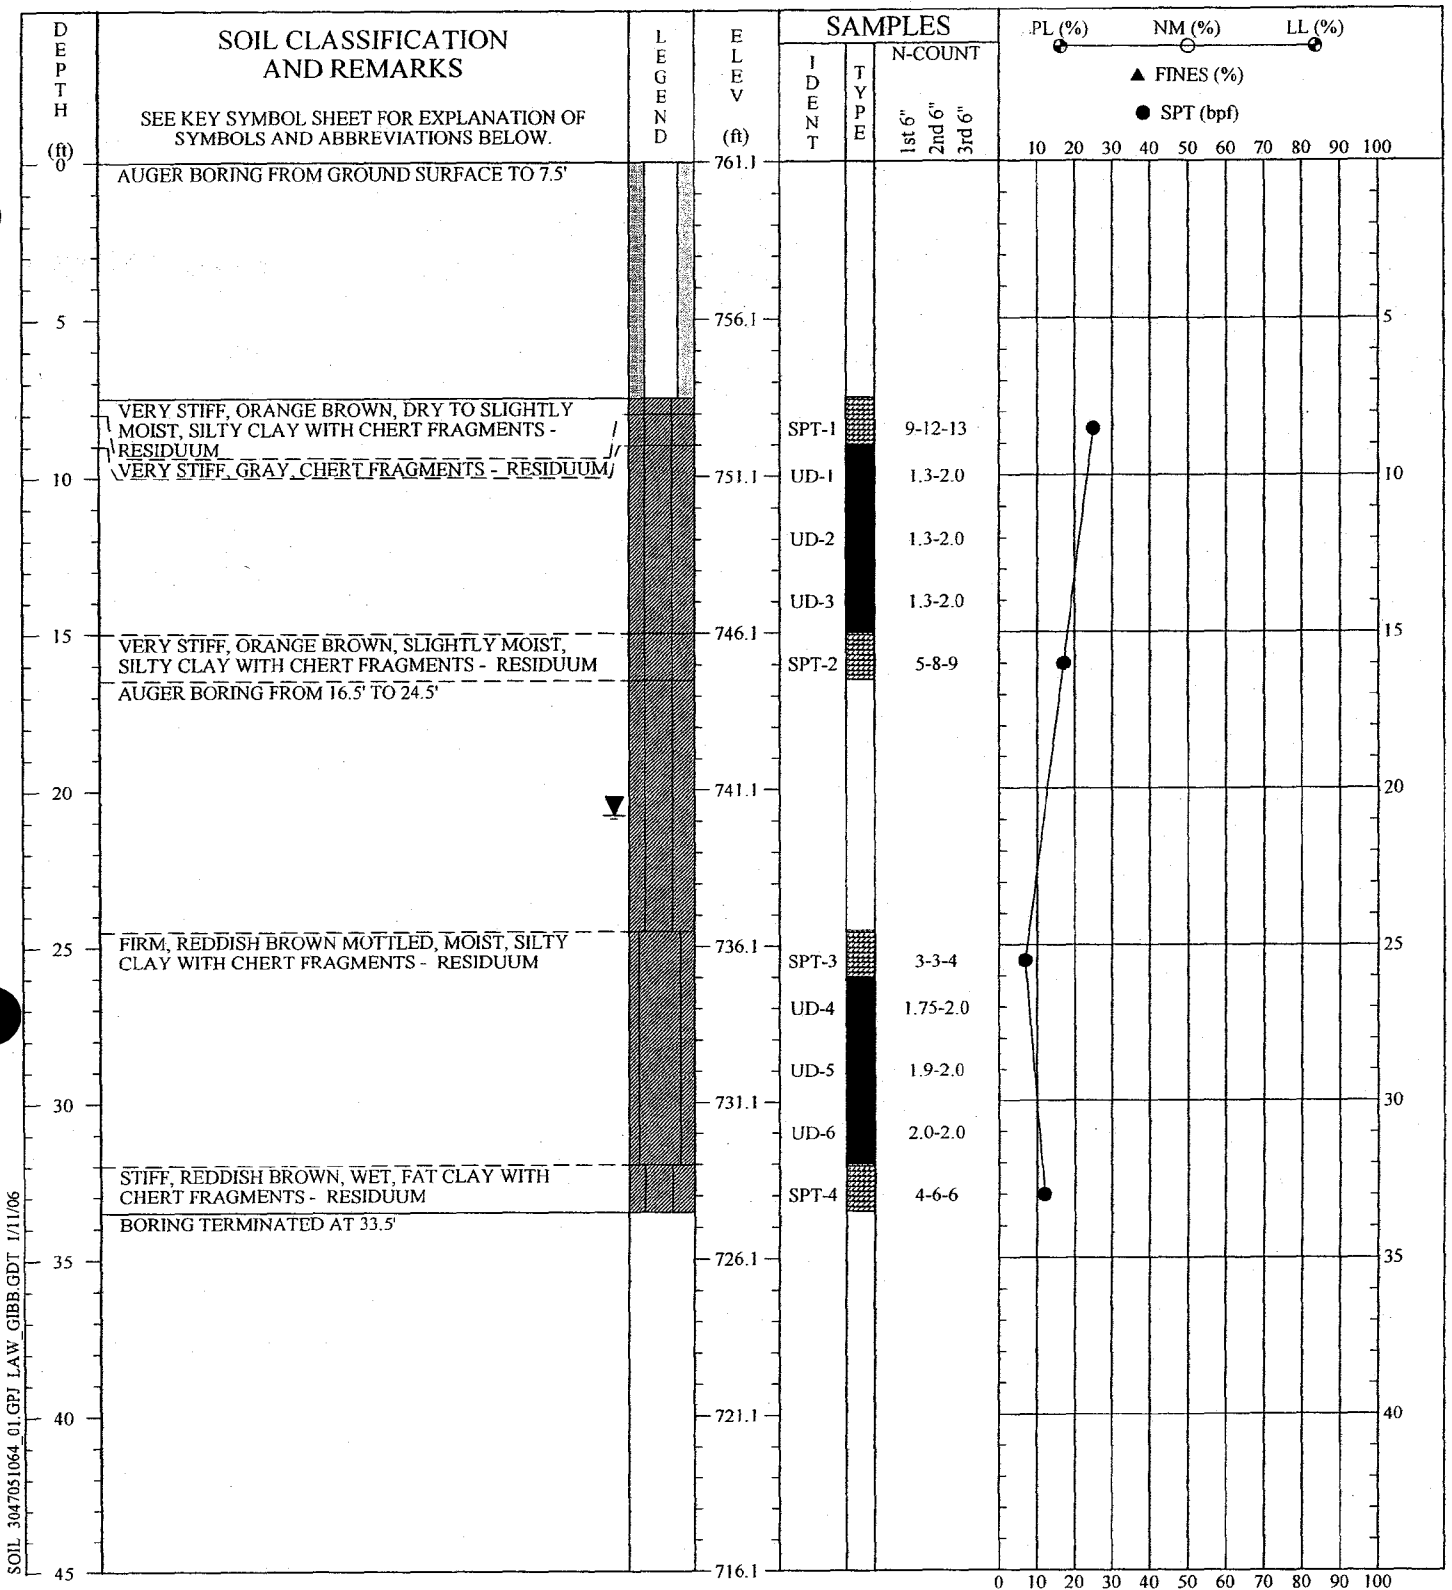 DEPTH
(ft)
SOIL CLASSIFICATION
AND REMARKS
SEE KEY SYMBOL SHEET FOR EXPLANATION OF
SYMBOLS AND ABBREVIATIONS BELOW.
LEGEND
ELEV
(ft)
SAMPLES
IDENT
TYPE
N-COUNT
1st 6"
2nd 6"
3rd 6"
PL (%) NM (%) LL (%)
▲ FINES (%)
● SPT (bpf)
10 20 30 40 50 60 70 80 90 100
0 761.1
AUGER BORING FROM GROUND SURFACE TO 7.5'
5 756.1 5
VERY STIFF, ORANGE BROWN, DRY TO SLIGHTLY
MOIST, SILTY CLAY WITH CHERT FRAGMENTS -
RESIDUUM
SPT-1 9-12-13
VERY STIFF, GRAY, CHERT FRAGMENTS - RESIDUUM
10 751.1 UD-1 1.3-2.0 10
UD-2 1.3-2.0
UD-3 1.3-2.0
15 746.1 15
VERY STIFF, ORANGE BROWN, SLIGHTLY MOIST,
SILTY CLAY WITH CHERT FRAGMENTS - RESIDUUM
SPT-2 5-8-9
AUGER BORING FROM 16.5' TO 24.5'
20 741.1 20
25 736.1 25
FIRM, REDDISH BROWN MOTTLED, MOIST, SILTY
CLAY WITH CHERT FRAGMENTS - RESIDUUM
SPT-3 3-3-4
UD-4 1.75-2.0
UD-5 1.9-2.0
30 731.1 30
UD-6 2.0-2.0
STIFF, REDDISH BROWN, WET, FAT CLAY WITH
CHERT FRAGMENTS - RESIDUUM
SPT-4 4-6-6
BORING TERMINATED AT 33.5'
35 726.1 35
40 721.1 40
45 716.1
0 10 20 30 40 50 60 70 80 90 100
SOIL 3047051064_01.GPJ LAW_GIBB.GDT 1/11/06